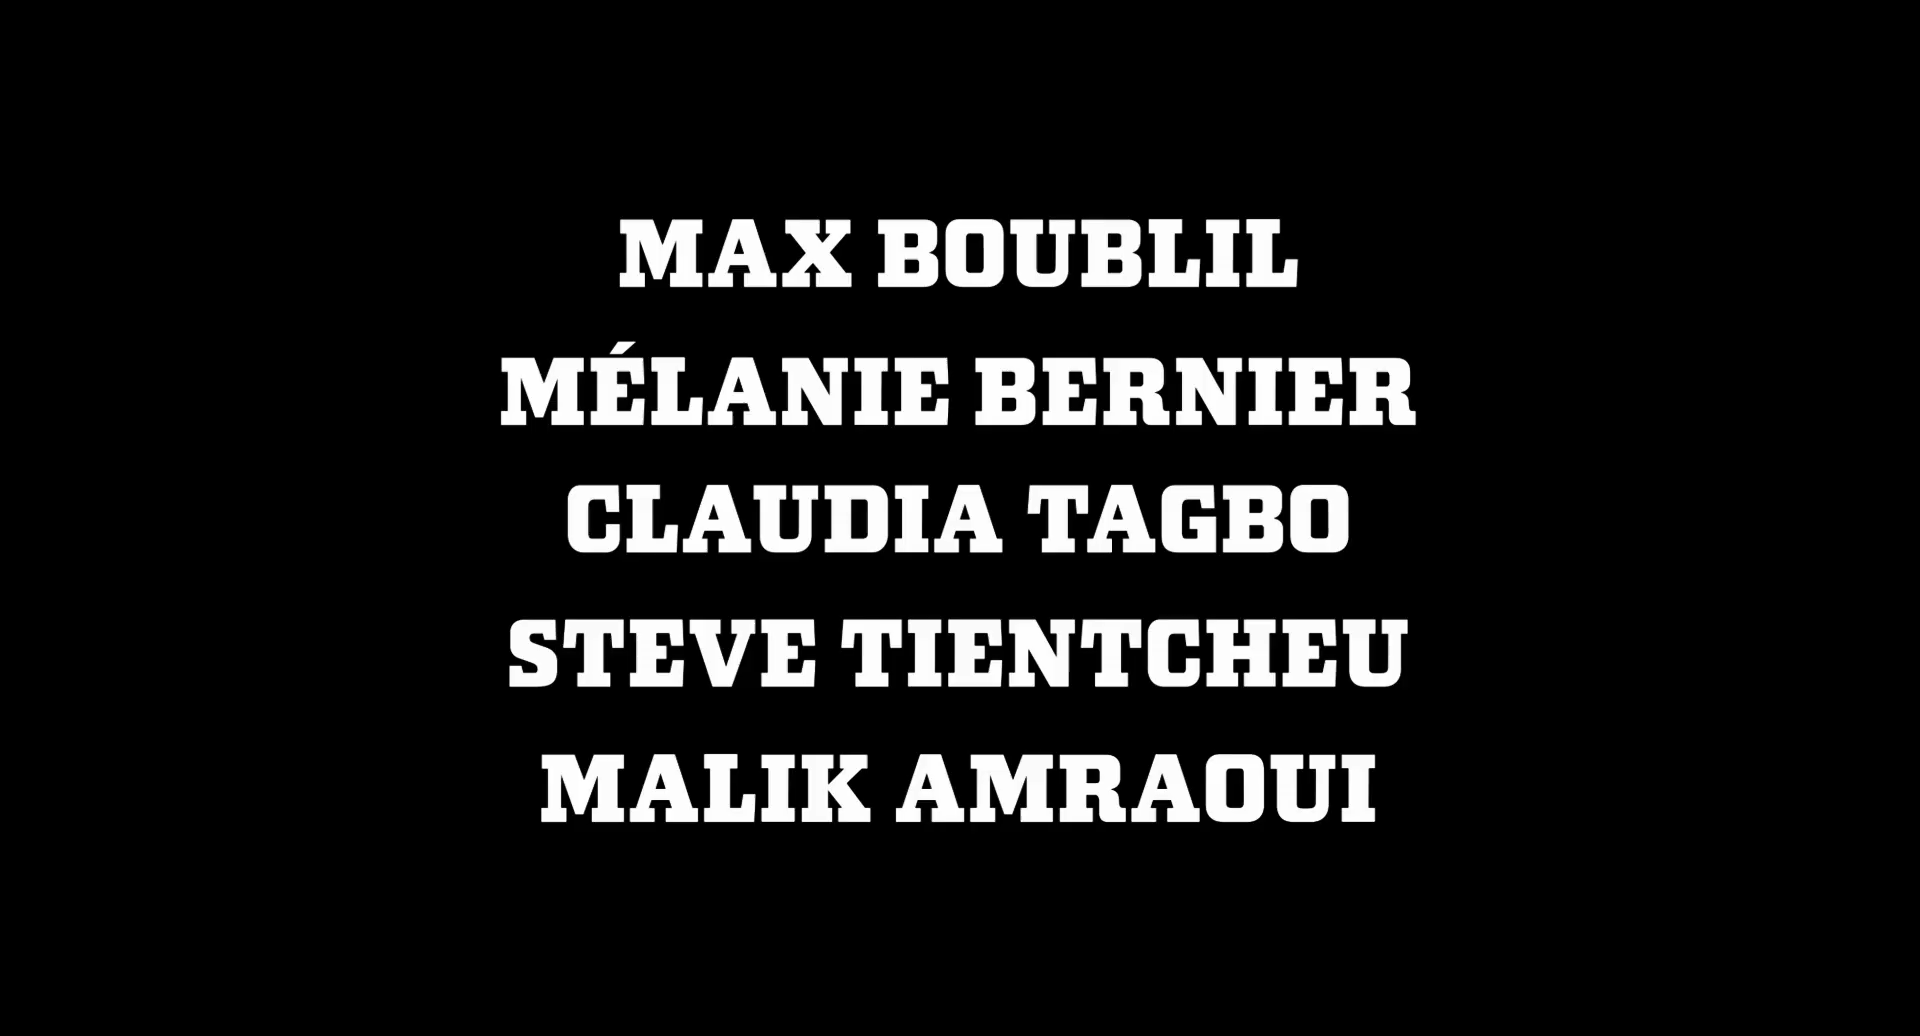 MAX BOUBLIL
MÉLANIE BERNIER
CLAUDIA TAGBO
STEVE TIENTCHEU
MALIK AMRAOUI